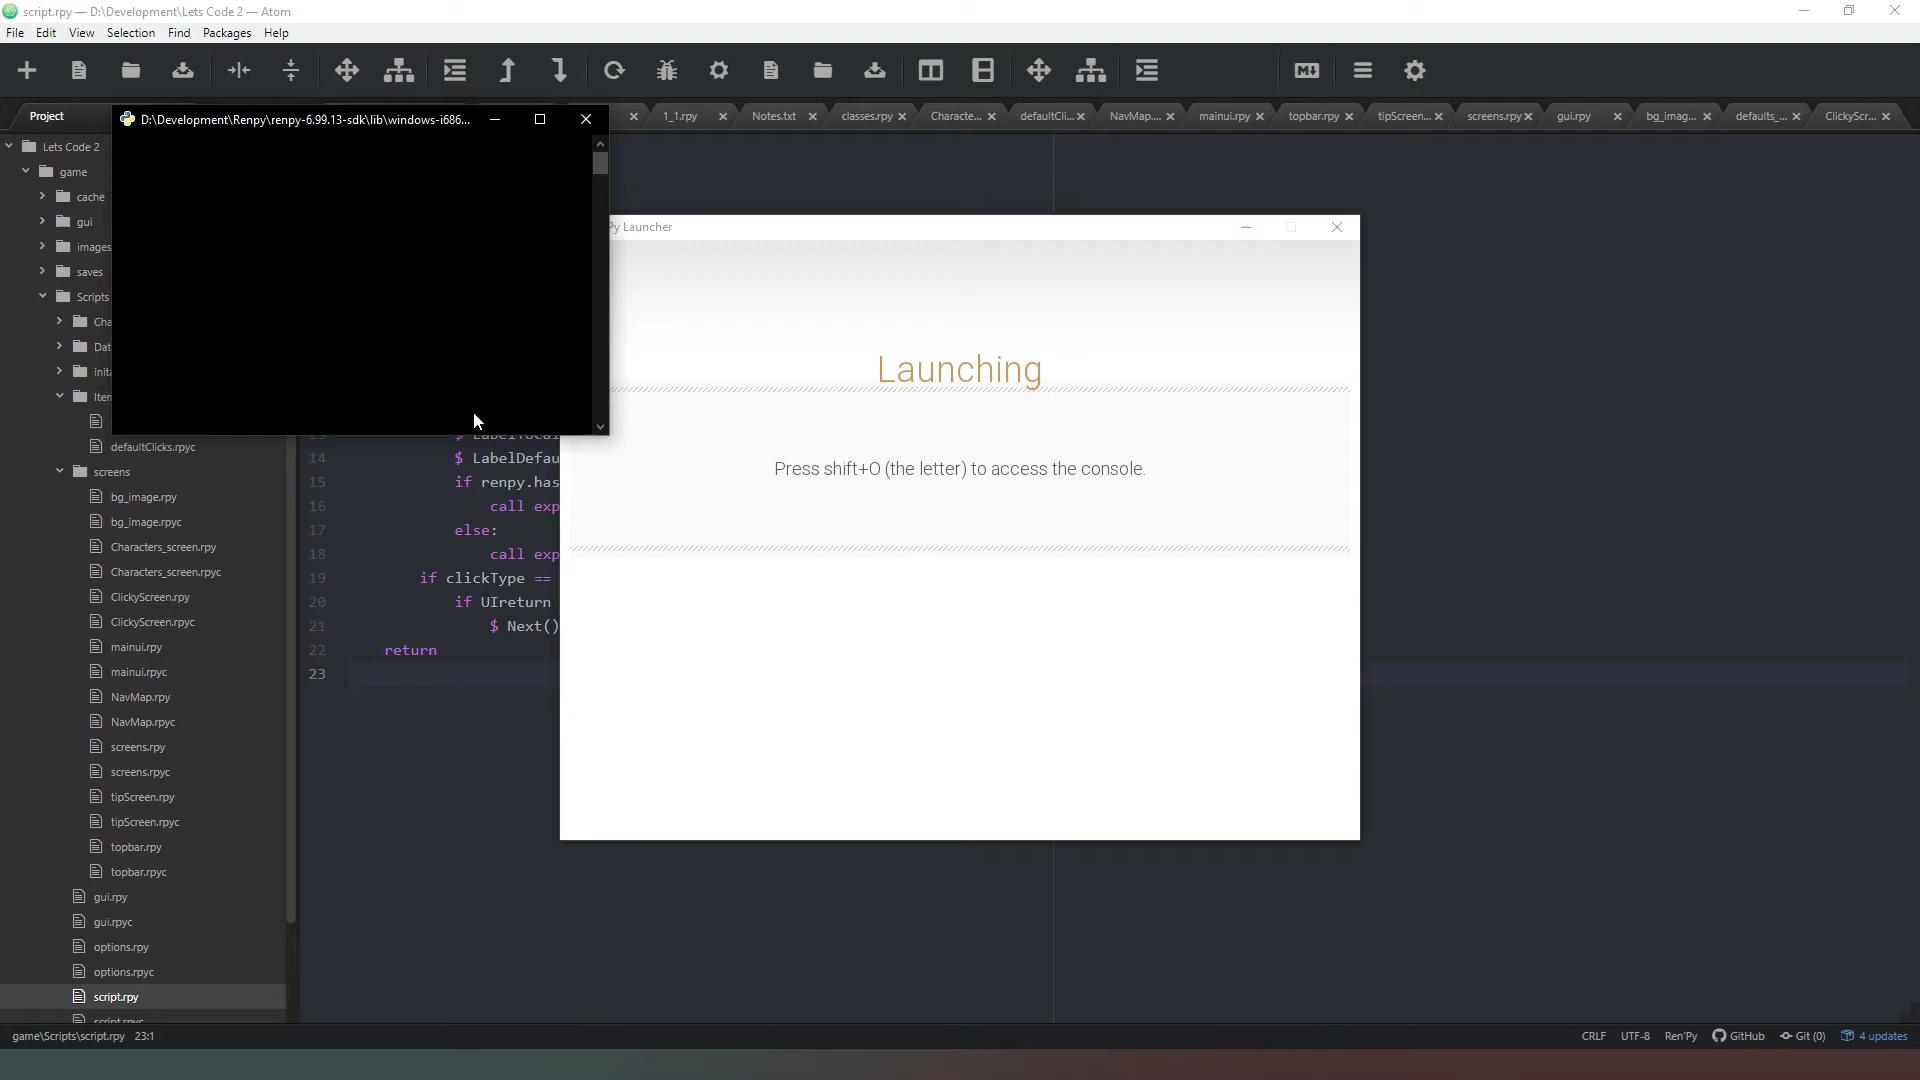 script.rpy — D:\Development\Lets Code 2 — Atom
File Edit View Selection Find Packages Help
Project
D:\Development\Renpy\renpy-6.99.13-sdk\lib\windows-i686...
1_1.rpy
Notes.txt
classes.rpy
Characte...
defaultCli...
NavMap....
mainui.rpy
topbar.rpy
tipScreen...
screens.rpy
gui.rpy
bg_imag...
defaults_...
ClickyScr...
Lets Code 2
game
cache
gui
images
saves
Scripts
Cha
Dat
inita
Iten
defaultClicks.rpyc
screens
bg_image.rpy
bg_image.rpyc
Characters_screen.rpy
Characters_screen.rpyc
ClickyScreen.rpy
ClickyScreen.rpyc
mainui.rpy
mainui.rpyc
NavMap.rpy
NavMap.rpyc
screens.rpy
screens.rpyc
tipScreen.rpy
tipScreen.rpyc
topbar.rpy
topbar.rpyc
gui.rpy
gui.rpyc
options.rpy
options.rpyc
script.rpy
script.rpyc
Py Launcher
Launching
Press shift+O (the letter) to access the console.
14 $ LabelDefau
15 if renpy.has
16 call exp
17 else:
18 call exp
19 if clickType ==
20 if UIreturn
21 $ Next()
22 return
23
game\Scripts\script.rpy 23:1
CRLF UTF-8 Ren'Py GitHub Git (0) 4 updates